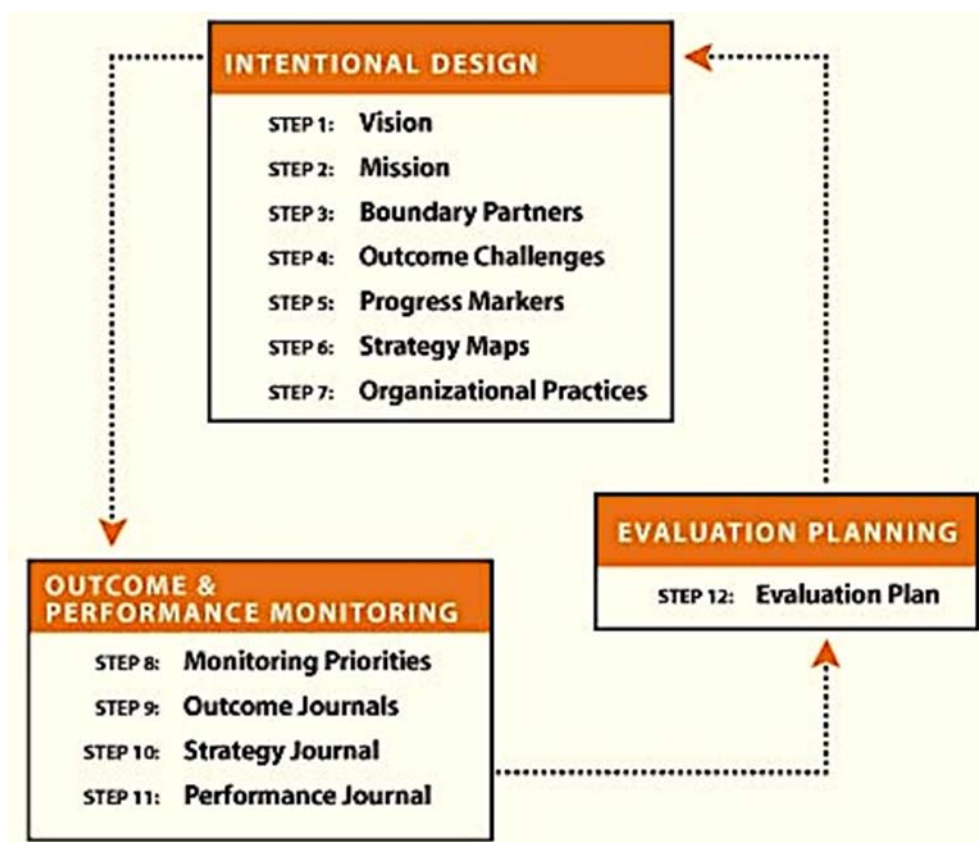 INTENTIONAL DESIGN
STEP 1: Vision
STEP 2: Mission
STEP 3: Boundary Partners
STEP 4: Outcome Challenges
STEP 5: Progress Markers
STEP 6: Strategy Maps
STEP 7: Organizational Practices
OUTCOME &
PERFORMANCE MONITORING
STEP 8: Monitoring Priorities
STEP 9: Outcome Journals
STEP 10: Strategy Journal
STEP 11: Performance Journal
EVALUATION PLANNING
STEP 12: Evaluation Plan